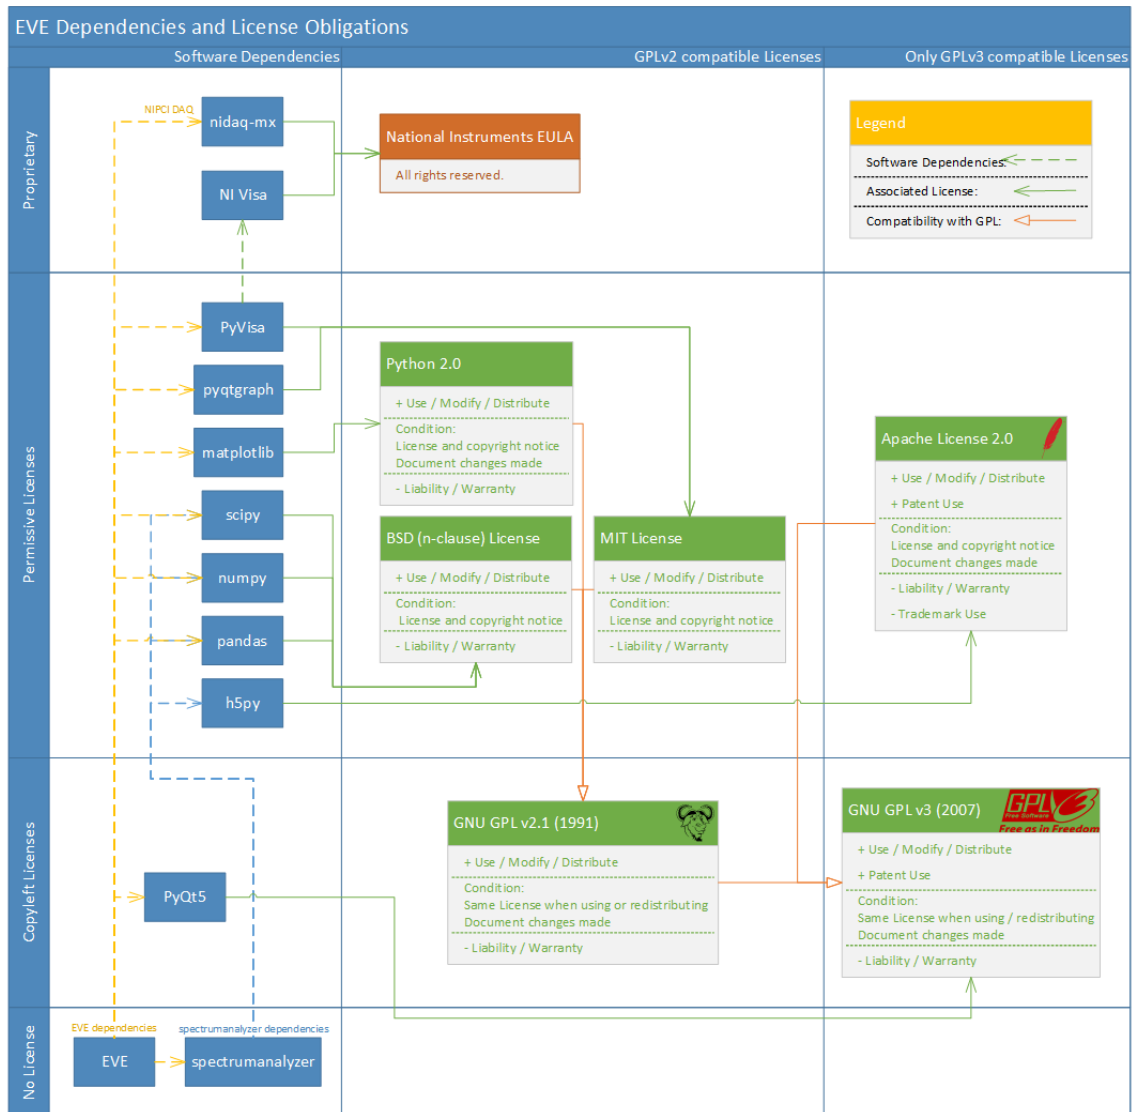 EVE Dependencies and License Obligations
Software Dependencies
GPLv2 compatible Licenses
Only GPLv3 compatible Licenses
Proprietary
NIPCI DAQ
nidaq-mx
NI Visa
National Instruments EULA
All rights reserved.
Legend
Software Dependencies:
Associated License:
Compatibility with GPL:
Permissive Licenses
PyVisa
pyqtgraph
matplotlib
scipy
numpy
pandas
h5py
Python 2.0
+ Use / Modify / Distribute
Condition:
License and copyright notice
Document changes made
- Liability / Warranty
BSD (n-clause) License
+ Use / Modify / Distribute
Condition:
License and copyright notice
- Liability / Warranty
MIT License
+ Use / Modify / Distribute
Condition:
License and copyright notice
- Liability / Warranty
Apache License 2.0
+ Use / Modify / Distribute
+ Patent Use
Condition:
License and copyright notice
Document changes made
- Liability / Warranty
- Trademark Use
Copyleft Licenses
PyQt5
GNU GPL v2.1 (1991)
+ Use / Modify / Distribute
Condition:
Same License when using or redistributing
Document changes made
- Liability / Warranty
GNU GPL v3 (2007)
GPLv3
Free Software
Free as in Freedom
+ Use / Modify / Distribute
+ Patent Use
Condition:
Same License when using / redistributing
Document changes made
- Liability / Warranty
No License
EVE dependencies
spectrumanalyzer dependencies
EVE
spectrumanalyzer